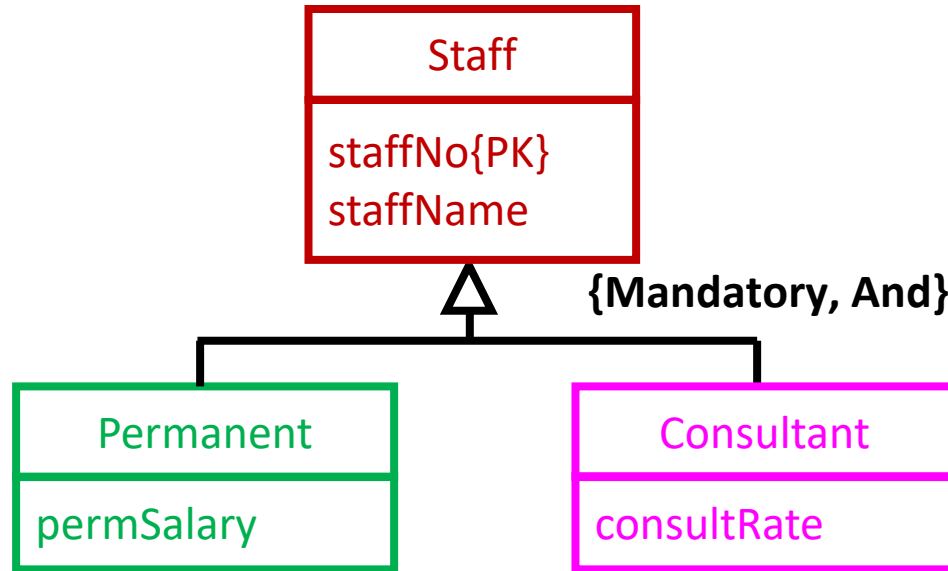 Staff
staffNo{PK}
staffName
{Mandatory, And}
Permanent
Consultant
permSalary
consultRate